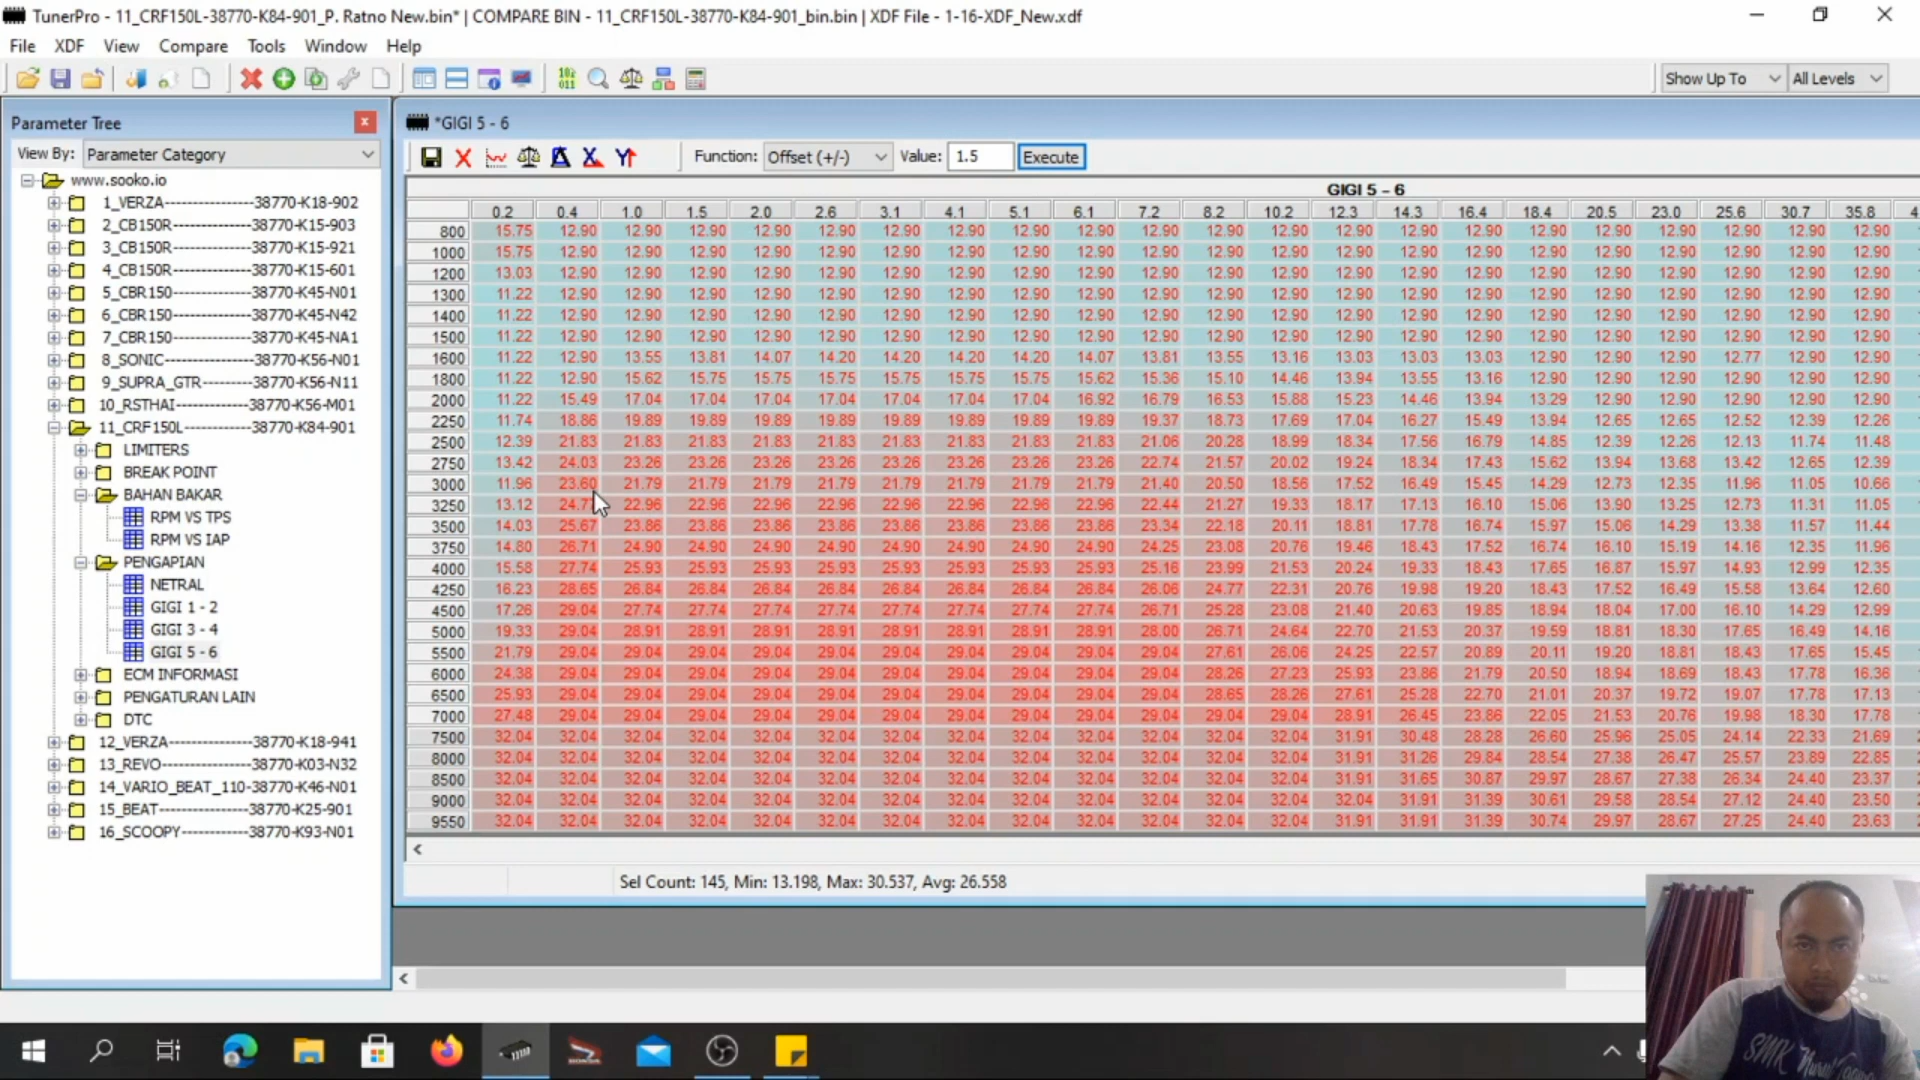 TunerPro - 11_CRF150L-38770-K84-901_P. Ratno New.bin* | COMPARE BIN - 11_CRF150L-38770-K84-901_bin.bin | XDF File - 1-16-XDF_New.xdf
File XDF View Compare Tools Window Help
Show Up To All Levels
Parameter Tree
View By: Parameter Category
www.sooko.io
1_VERZA------------------38770-K18-902
2_CB150R-----------------38770-K15-903
3_CB150R-----------------38770-K15-921
4_CB150R-----------------38770-K15-601
5_CBR150-----------------38770-K45-N01
6_CBR150-----------------38770-K45-N42
7_CBR150-----------------38770-K45-NA1
8_SONIC------------------38770-K56-N01
9_SUPRA_GTR----------38770-K56-N11
10_RSTHAI----------------38770-K56-M01
11_CRF150L--------------38770-K84-901
LIMITERS
BREAK POINT
BAHAN BAKAR
RPM VS TPS
RPM VS IAP
PENGAPIAN
NETRAL
GIGI 1 - 2
GIGI 3 - 4
GIGI 5 - 6
ECM INFORMASI
PENGATURAN LAIN
DTC
12_VERZA-----------------38770-K18-941
13_REVO------------------38770-K03-N32
14_VARIO_BEAT_110-38770-K46-N01
15_BEAT-------------------38770-K25-901
16_SCOOPY--------------38770-K93-N01
*GIGI 5 - 6
Function: Offset (+/-) Value: 1.5 Execute
GIGI 5 - 6
0.2 0.4 1.0 1.5 2.0 2.6 3.1 4.1 5.1 6.1 7.2 8.2 10.2 12.3 14.3 16.4 18.4 20.5 23.0 25.6 30.7 35.8 4
800 15.75 12.90 12.90 12.90 12.90 12.90 12.90 12.90 12.90 12.90 12.90 12.90 12.90 12.90 12.90 12.90 12.90 12.90 12.90 12.90 12.90 12.90
1000 15.75 12.90 12.90 12.90 12.90 12.90 12.90 12.90 12.90 12.90 12.90 12.90 12.90 12.90 12.90 12.90 12.90 12.90 12.90 12.90 12.90 12.90
1200 13.03 12.90 12.90 12.90 12.90 12.90 12.90 12.90 12.90 12.90 12.90 12.90 12.90 12.90 12.90 12.90 12.90 12.90 12.90 12.90 12.90 12.90
1300 11.22 12.90 12.90 12.90 12.90 12.90 12.90 12.90 12.90 12.90 12.90 12.90 12.90 12.90 12.90 12.90 12.90 12.90 12.90 12.90 12.90 12.90
1400 11.22 12.90 12.90 12.90 12.90 12.90 12.90 12.90 12.90 12.90 12.90 12.90 12.90 12.90 12.90 12.90 12.90 12.90 12.90 12.90 12.90 12.90
1500 11.22 12.90 12.90 12.90 12.90 12.90 12.90 12.90 12.90 12.90 12.90 12.90 12.90 12.90 12.90 12.90 12.90 12.90 12.90 12.90 12.90 12.90
1600 11.22 12.90 13.55 13.81 14.07 14.20 14.20 14.20 14.20 14.07 13.81 13.55 13.16 13.03 13.03 13.03 12.90 12.90 12.90 12.77 12.90 12.90
1800 11.22 12.90 15.62 15.75 15.75 15.75 15.75 15.75 15.75 15.62 15.36 15.10 14.46 13.94 13.55 13.16 12.90 12.90 12.90 12.90 12.90 12.90
2000 11.22 15.49 17.04 17.04 17.04 17.04 17.04 17.04 17.04 16.92 16.79 16.53 15.88 15.23 14.46 13.94 13.29 12.90 12.90 12.90 12.90 12.90
2250 11.74 18.86 19.89 19.89 19.89 19.89 19.89 19.89 19.89 19.89 19.37 18.73 17.69 17.04 16.27 15.49 13.94 12.65 12.65 12.52 12.39 12.26
2500 12.39 21.83 21.83 21.83 21.83 21.83 21.83 21.83 21.83 21.83 21.06 20.28 18.99 18.34 17.56 16.79 14.85 12.39 12.26 12.13 11.74 11.48
2750 13.42 24.03 23.26 23.26 23.26 23.26 23.26 23.26 23.26 23.26 22.74 21.57 20.02 19.24 18.34 17.43 15.62 13.94 13.68 13.42 12.65 12.39
3000 11.96 23.60 21.79 21.79 21.79 21.79 21.79 21.79 21.79 21.79 21.40 20.50 18.56 17.52 16.49 15.45 14.29 12.73 12.35 11.96 11.05 10.66
3250 13.12 24.7 22.96 22.96 22.96 22.96 22.96 22.96 22.96 22.96 22.44 21.27 19.33 18.17 17.13 16.10 15.06 13.90 13.25 12.73 11.31 11.05
3500 14.03 25.67 23.86 23.86 23.86 23.86 23.86 23.86 23.86 23.86 23.34 22.18 20.11 18.81 17.78 16.74 15.97 15.06 14.29 13.38 11.57 11.44
3750 14.80 26.71 24.90 24.90 24.90 24.90 24.90 24.90 24.90 24.90 24.25 23.08 20.76 19.46 18.43 17.52 16.74 16.10 15.19 14.16 12.35 11.96
4000 15.58 27.74 25.93 25.93 25.93 25.93 25.93 25.93 25.93 25.93 25.16 23.99 21.53 20.24 19.33 18.43 17.65 16.87 15.97 14.93 12.99 12.35
4250 16.23 28.65 26.84 26.84 26.84 26.84 26.84 26.84 26.84 26.84 26.06 24.77 22.31 20.76 19.98 19.20 18.43 17.52 16.49 15.58 13.64 12.60
4500 17.26 29.04 27.74 27.74 27.74 27.74 27.74 27.74 27.74 27.74 26.71 25.28 23.08 21.40 20.63 19.85 18.94 18.04 17.00 16.10 14.29 12.99
5000 19.33 29.04 28.91 28.91 28.91 28.91 28.91 28.91 28.91 28.91 28.00 26.71 24.64 22.70 21.53 20.37 19.59 18.81 18.30 17.65 16.49 14.16
5500 21.79 29.04 29.04 29.04 29.04 29.04 29.04 29.04 29.04 29.04 29.04 27.61 26.06 24.25 22.57 20.89 20.11 19.20 18.81 18.43 17.65 15.45
6000 24.38 29.04 29.04 29.04 29.04 29.04 29.04 29.04 29.04 29.04 29.04 28.26 27.23 25.93 23.86 21.79 20.50 18.94 18.69 18.43 17.78 16.36
6500 25.93 29.04 29.04 29.04 29.04 29.04 29.04 29.04 29.04 29.04 29.04 28.65 28.26 27.61 25.28 22.70 21.01 20.37 19.72 19.07 17.78 17.13
7000 27.48 29.04 29.04 29.04 29.04 29.04 29.04 29.04 29.04 29.04 29.04 29.04 29.04 28.91 26.45 23.86 22.05 21.53 20.76 19.98 18.30 17.78
7500 32.04 32.04 32.04 32.04 32.04 32.04 32.04 32.04 32.04 32.04 32.04 32.04 32.04 31.91 30.48 28.28 26.60 25.96 25.05 24.14 22.33 21.69
8000 32.04 32.04 32.04 32.04 32.04 32.04 32.04 32.04 32.04 32.04 32.04 32.04 32.04 31.91 31.26 29.84 28.54 27.38 26.47 25.57 23.89 22.85
8500 32.04 32.04 32.04 32.04 32.04 32.04 32.04 32.04 32.04 32.04 32.04 32.04 32.04 31.91 31.65 30.87 29.97 28.67 27.38 26.34 24.40 23.37
9000 32.04 32.04 32.04 32.04 32.04 32.04 32.04 32.04 32.04 32.04 32.04 32.04 32.04 32.04 31.91 31.39 30.61 29.58 28.54 27.12 24.40 23.50
9550 32.04 32.04 32.04 32.04 32.04 32.04 32.04 32.04 32.04 32.04 32.04 32.04 32.04 31.91 31.91 31.39 30.74 29.97 28.67 27.25 24.40 23.63
Sel Count: 145, Min: 13.198, Max: 30.537, Avg: 26.558
SMK